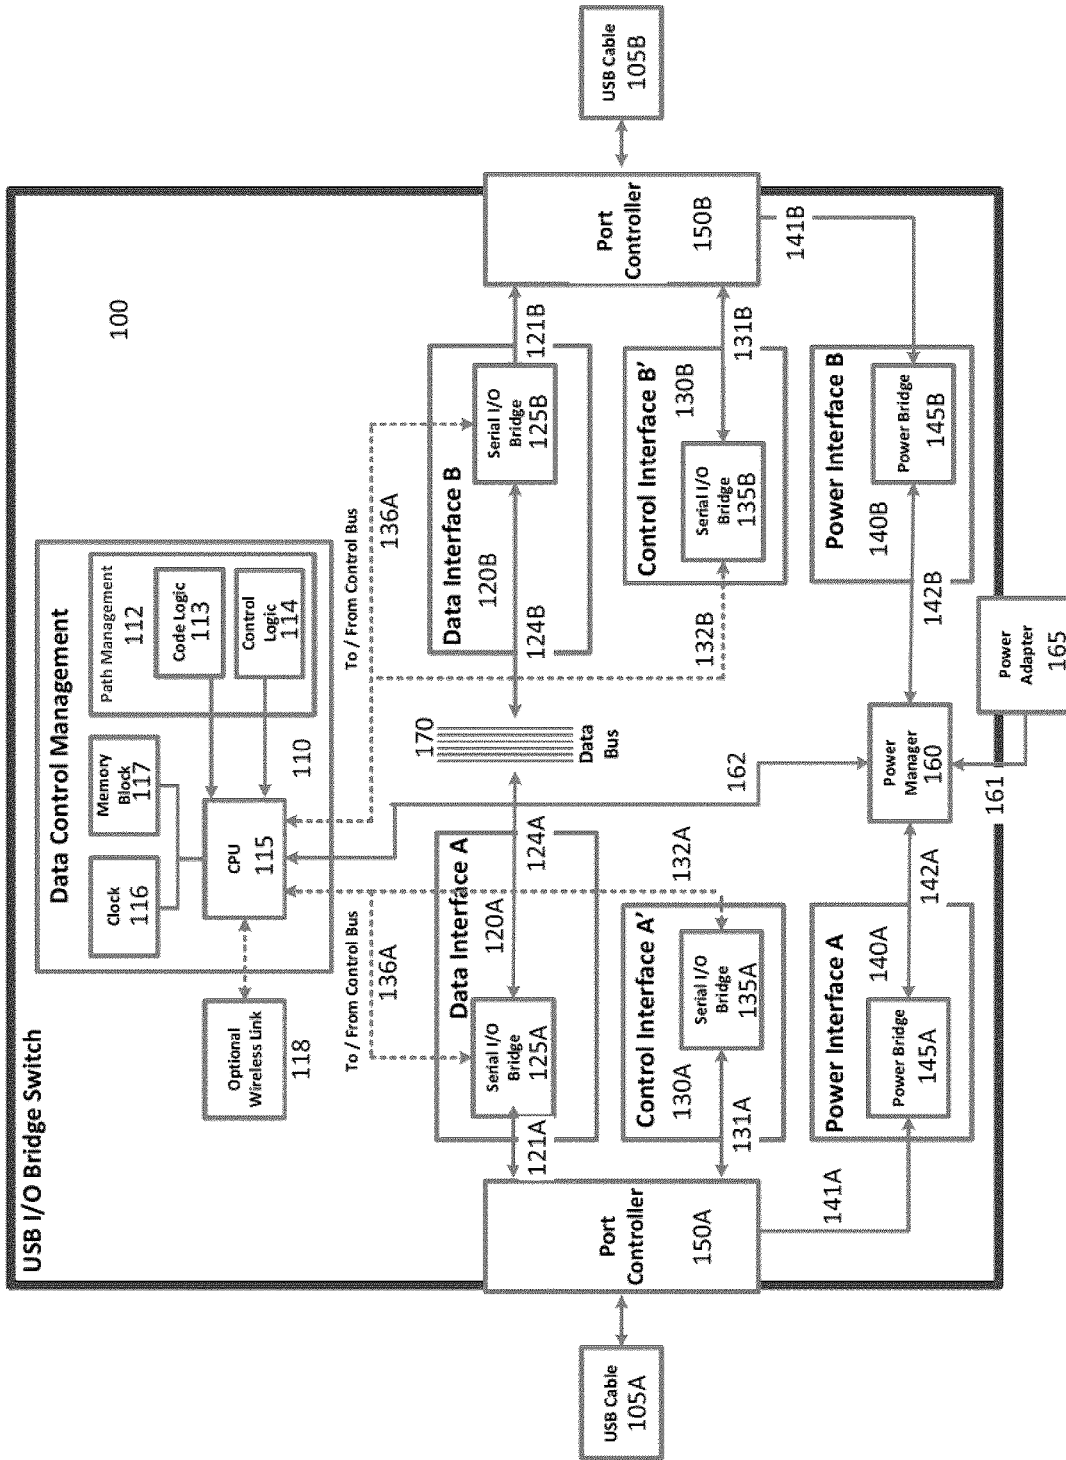 USB I/O Bridge Switch
100
Data Control Management
110
Clock
116
Memory
Block
117
Path Management
112
Code Logic
113
Control
Logic
114
CPU
115
Optional
Wireless Link
118
To / From Control Bus
136A
To / From Control Bus
136A
Data Interface A
120A
Serial I/O
Bridge
125A
121A
124A
170
Data
Bus
Data Interface B
120B
Serial I/O
Bridge
125B
121B
124B
USB Cable
105A
Port
Controller
150A
Control Interface A'
130A
Serial I/O
Bridge
135A
131A
132A
162
Control Interface B'
130B
Serial I/O
Bridge
135B
131B
132B
Port
Controller
150B
USB Cable
105B
141A
Power Interface A
140A
Power Bridge
145A
142A
Power
Manager
160
161
142B
Power Interface B
140B
Power Bridge
145B
141B
Power
Adapter
165